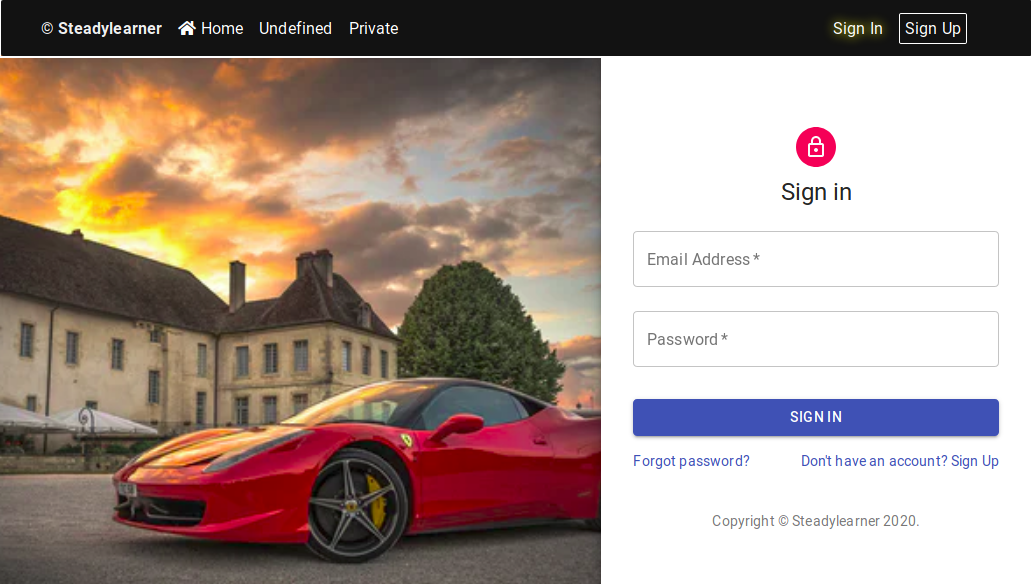 © Steadylearner Home Undefined Private Sign In Sign Up
Sign in
Email Address *
Password *
SIGN IN
Forgot password? Don't have an account? Sign Up
Copyright © Steadylearner 2020.